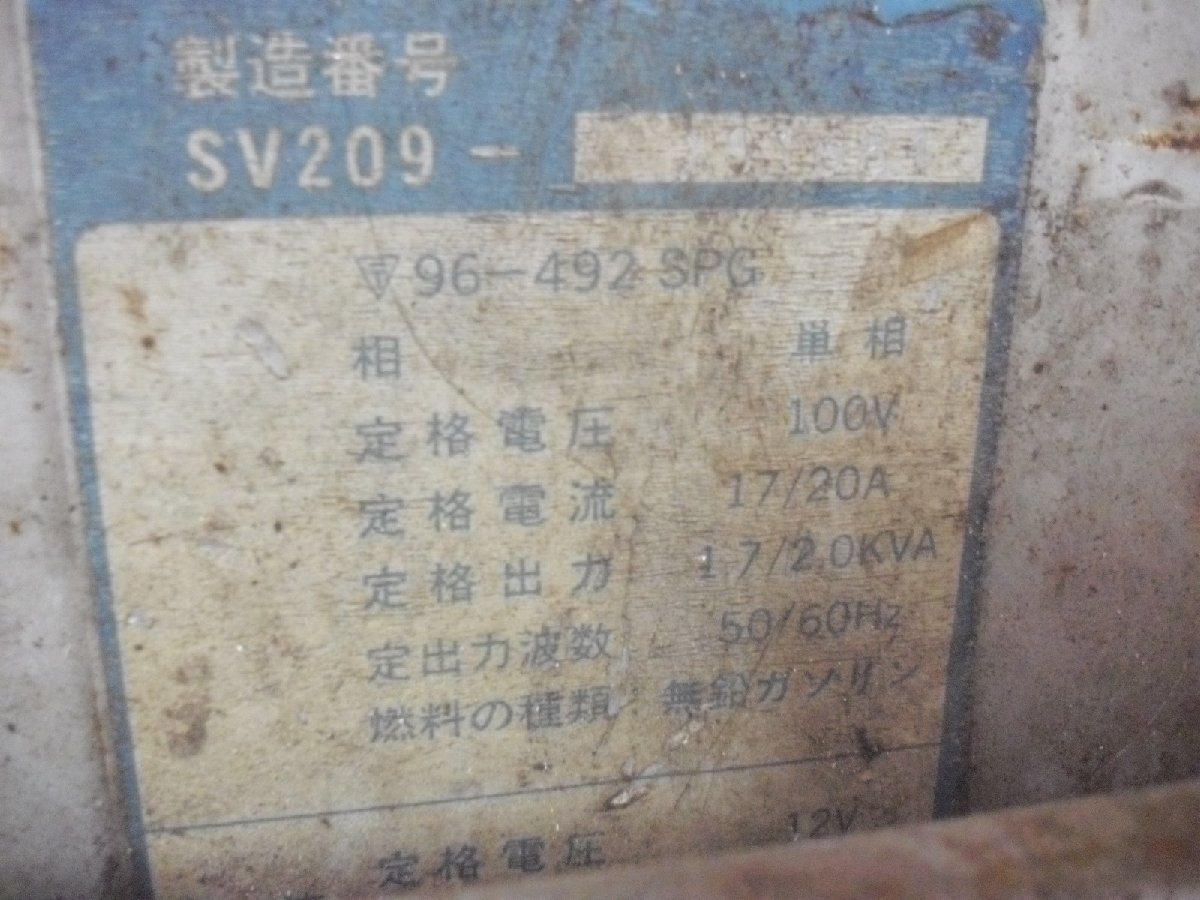 製造番号
SV209-
96-492 SPG
相 単相
定格電圧 100V
定格電流 17/20A
定格出力 1.7/2.0KVA
定出力波数 50/60Hz
燃料の種類 無鉛ガソリン
定格電圧 12V